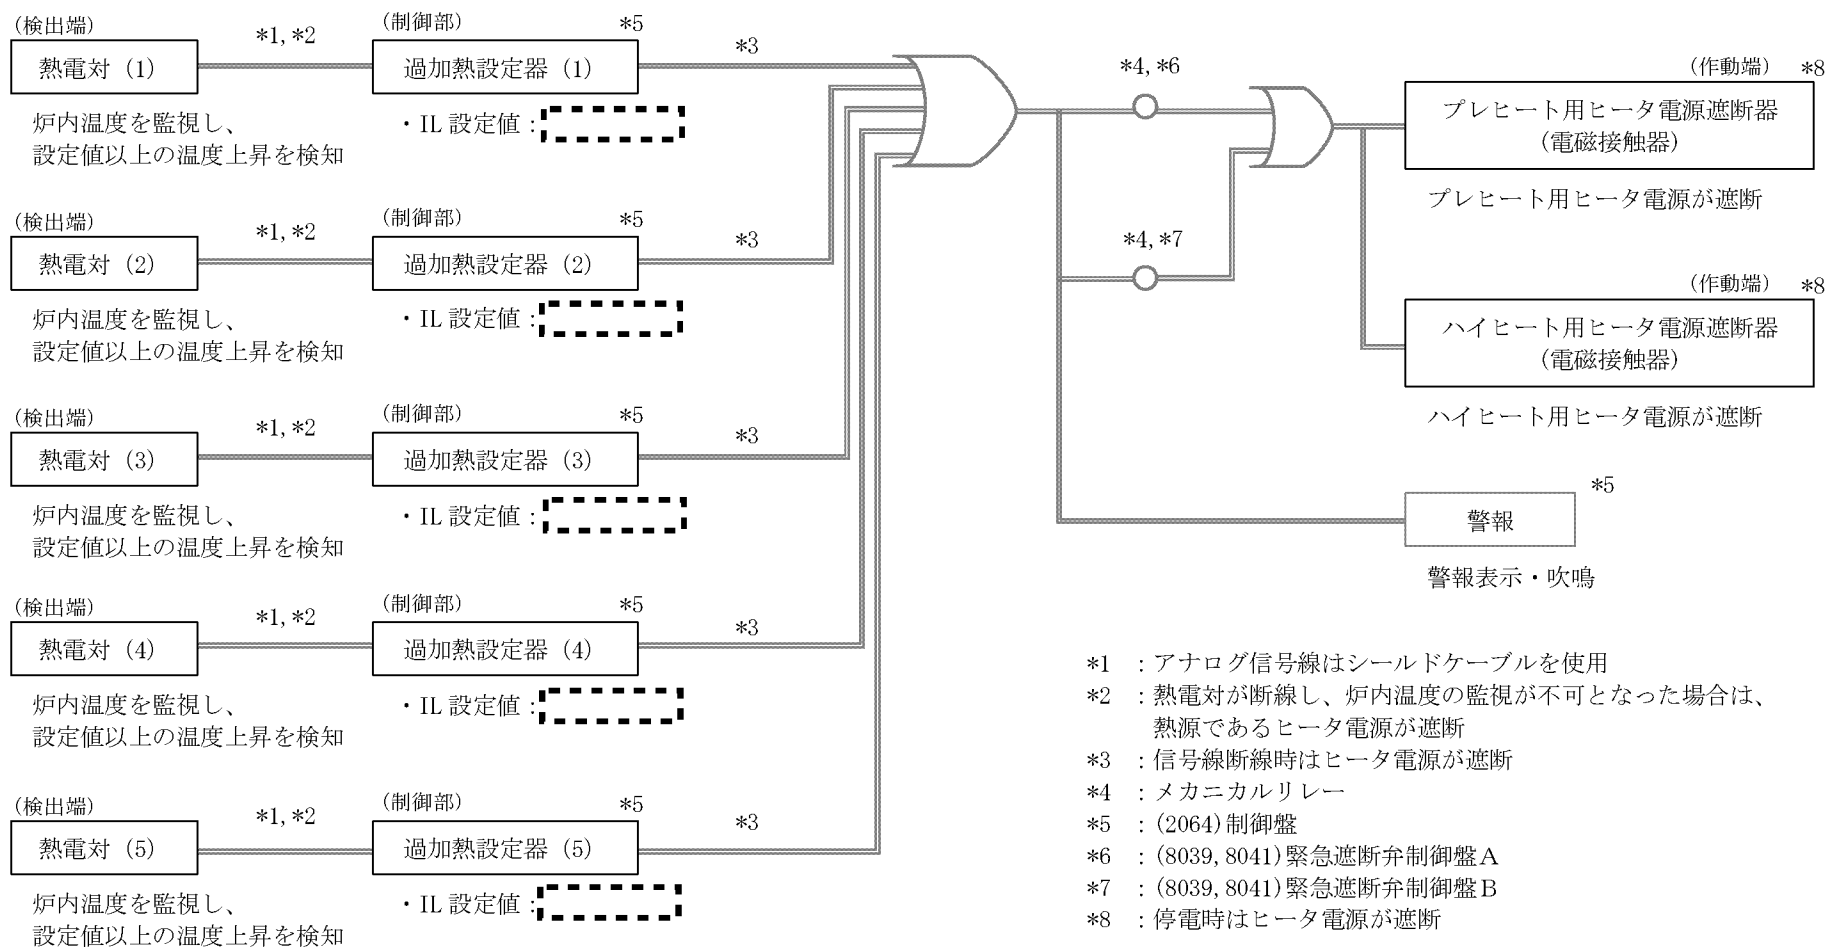 (検出端)
*1, *2
(制御部)
*5
*3
熱電対 (1)
過加熱設定器 (1)
炉内温度を監視し、
設定値以上の温度上昇を検知
・IL 設定値：
(検出端)
*1, *2
(制御部)
*5
*3
熱電対 (2)
過加熱設定器 (2)
炉内温度を監視し、
設定値以上の温度上昇を検知
・IL 設定値：
(検出端)
*1, *2
(制御部)
*5
*3
熱電対 (3)
過加熱設定器 (3)
炉内温度を監視し、
設定値以上の温度上昇を検知
・IL 設定値：
(検出端)
*1, *2
(制御部)
*5
*3
熱電対 (4)
過加熱設定器 (4)
炉内温度を監視し、
設定値以上の温度上昇を検知
・IL 設定値：
(検出端)
*1, *2
(制御部)
*5
*3
熱電対 (5)
過加熱設定器 (5)
炉内温度を監視し、
設定値以上の温度上昇を検知
・IL 設定値：
*4, *6
*4, *7
(作動端)
*8
プレヒート用ヒータ電源遮断器
(電磁接触器)
プレヒート用ヒータ電源が遮断
(作動端)
*8
ハイヒート用ヒータ電源遮断器
(電磁接触器)
ハイヒート用ヒータ電源が遮断
*5
警報
警報表示・吹鳴
*1 ：アナログ信号線はシールドケーブルを使用
*2 ：熱電対が断線し、炉内温度の監視が不可となった場合は、
熱源であるヒータ電源が遮断
*3 ：信号線断線時はヒータ電源が遮断
*4 ：メカニカルリレー
*5 ：(2064)制御盤
*6 ：(8039, 8041)緊急遮断弁制御盤A
*7 ：(8039, 8041)緊急遮断弁制御盤B
*8 ：停電時はヒータ電源が遮断